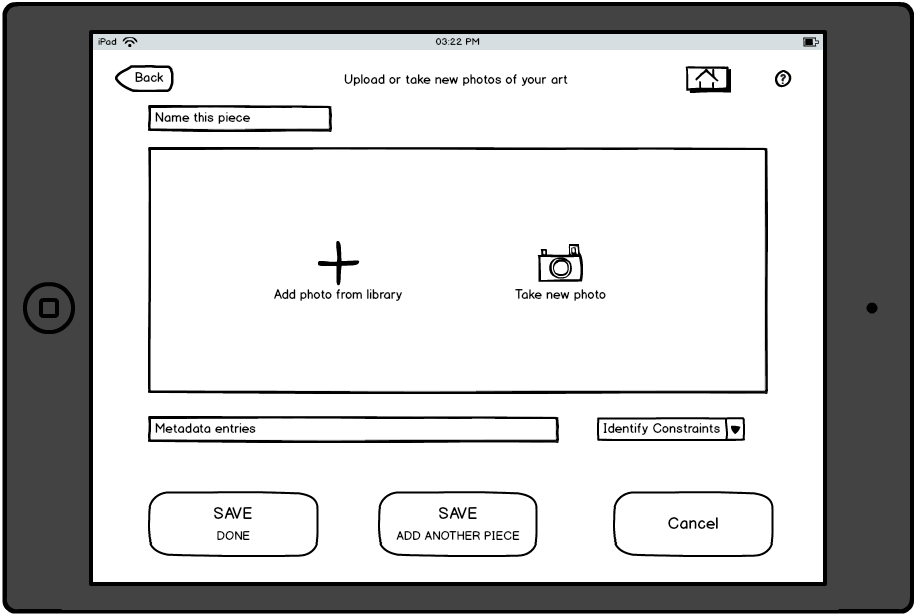 iPad
03:22 PM
Back
Upload or take new photos of your art
?
Name this piece
Add photo from library
Take new photo
Metadata entries
Identify Constraints
SAVE
DONE
SAVE
ADD ANOTHER PIECE
Cancel